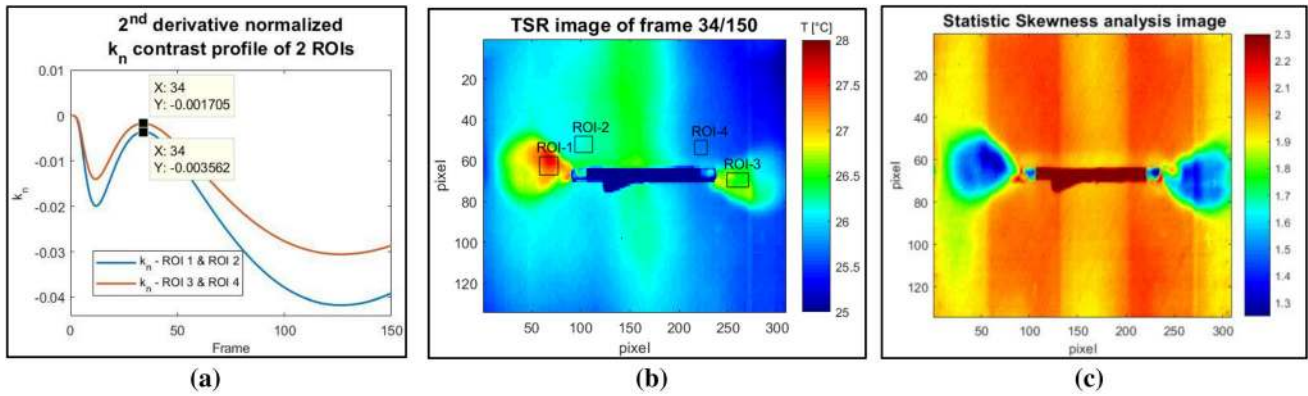 2nd derivative normalized
kn contrast profile of 2 ROIs
0.01
0
-0.01
-0.02
-0.03
-0.04
kn
0
50
100
150
Frame
X: 34
Y: -0.001705
X: 34
Y: -0.003562
kn - ROI 1 & ROI 2
kn - ROI 3 & ROI 4
(a)
TSR image of frame 34/150
T [°C]
20
40
60
80
100
120
pixel
50
100
150
200
250
300
pixel
ROI-1
ROI-2
ROI-4
ROI-3
28
27.5
27
26.5
26
25.5
25
(b)
Statistic Skewness analysis image
20
40
60
80
100
120
pixel
50
100
150
200
250
300
pixel
2.3
2.2
2.1
2
1.9
1.8
1.7
1.6
1.5
1.4
1.3
(c)